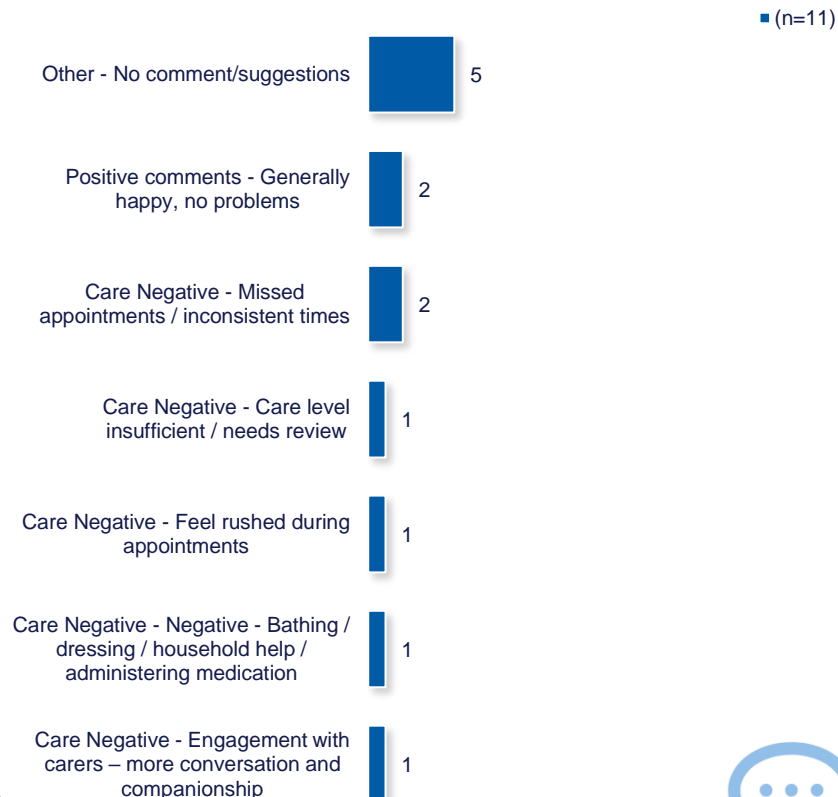 (n=11)
Other - No comment/suggestions
5
Positive comments - Generally
happy, no problems
2
Care Negative - Missed
appointments / inconsistent times
2
Care Negative - Care level
insufficient / needs review
1
Care Negative - Feel rushed during
appointments
1
Care Negative - Negative - Bathing /
dressing / household help /
administering medication
1
Care Negative - Engagement with
carers – more conversation and
companionship
1